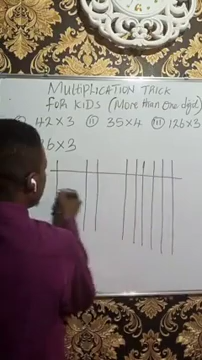 MULTIPLICATION TRICK
FOR KIDS (More than one digit)
42×3 (ii) 35×4 (iii) 126×3
6×3